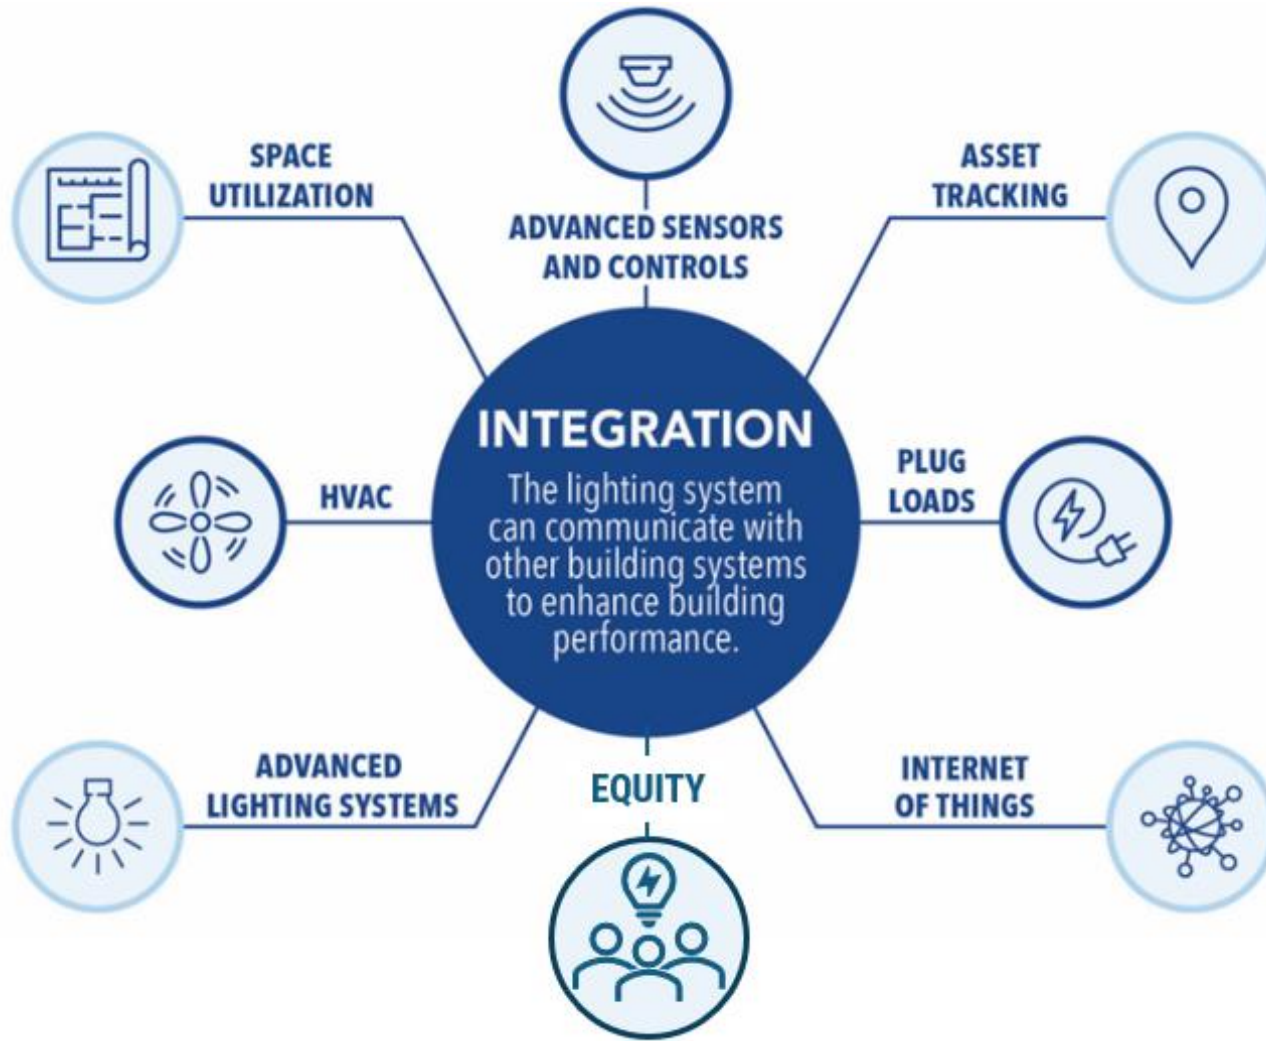 SPACE
UTILIZATION
ADVANCED SENSORS
AND CONTROLS
ASSET
TRACKING
HVAC
INTEGRATION
The lighting system
can communicate with
other building systems
to enhance building
performance.
PLUG
LOADS
ADVANCED
LIGHTING SYSTEMS
EQUITY
INTERNET
OF THINGS